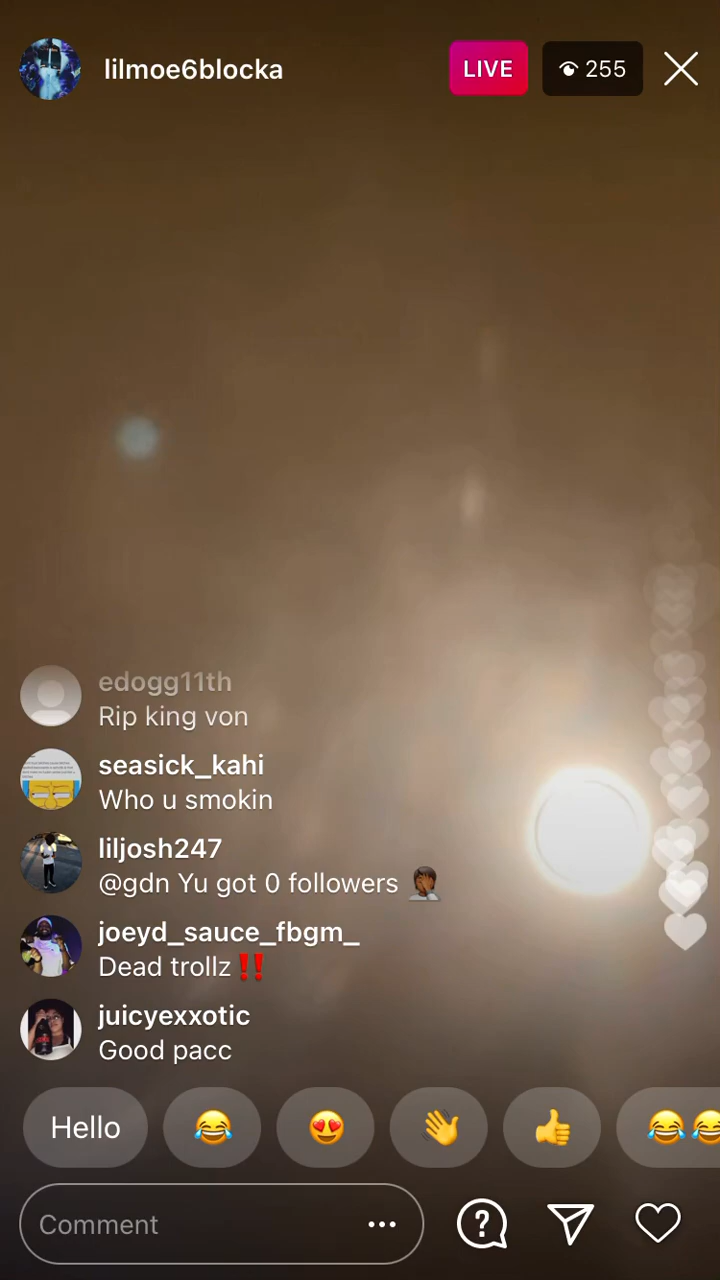 lilmoe6blocka
LIVE
255
edogg11th
Rip king von
seasick_kahi
Who u smokin
liljosh247
@gdn Yu got 0 followers 🤦🏾
joeyd_sauce_fbgm_
Dead trollz‼️
juicyexxotic
Good pacc
Hello
Comment